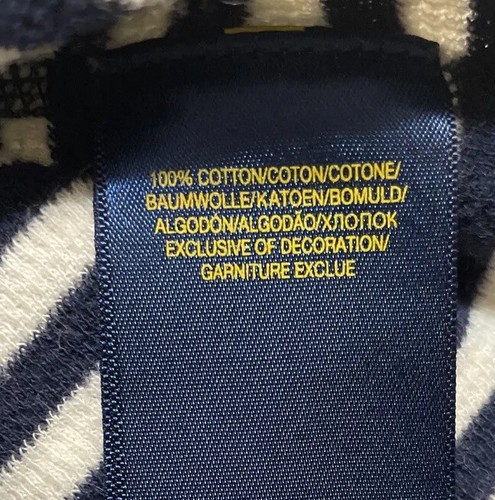 100% COTTON/COTON/COTONE/
BAUMWOLLE/KATOEN/BOMULD/
ALGODÓN/ALGODÃO/ХЛОПОК
EXCLUSIVE OF DECORATION/
GARNITURE EXCLUE